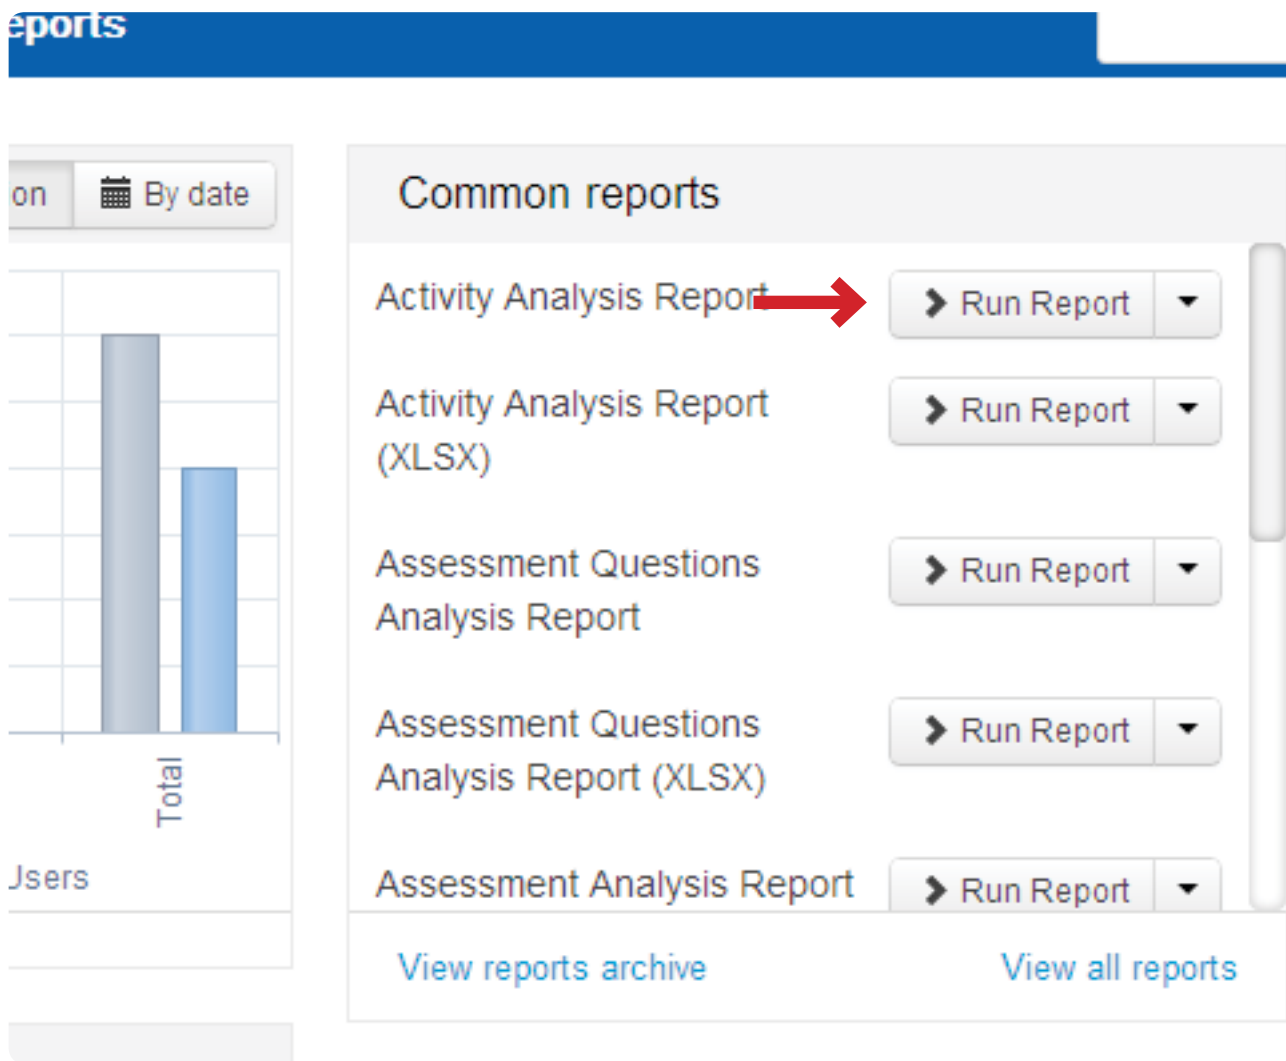 eports
on
By date
Total
Users
Common reports
Activity Analysis Report
Run Report
Activity Analysis Report
(XLSX)
Run Report
Assessment Questions
Analysis Report
Run Report
Assessment Questions
Analysis Report (XLSX)
Run Report
Assessment Analysis Report
Run Report
View reports archive
View all reports